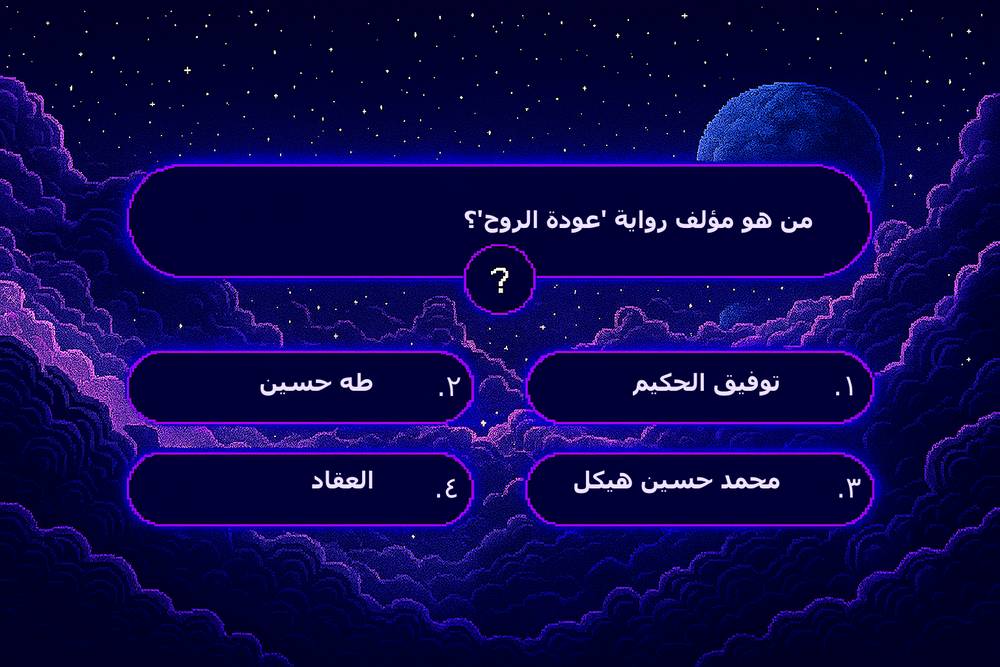 من هو مؤلف رواية 'عودة الروح'؟
?
١. توفيق الحكيم
٢. طه حسين
٣. محمد حسين هيكل
٤. العقاد